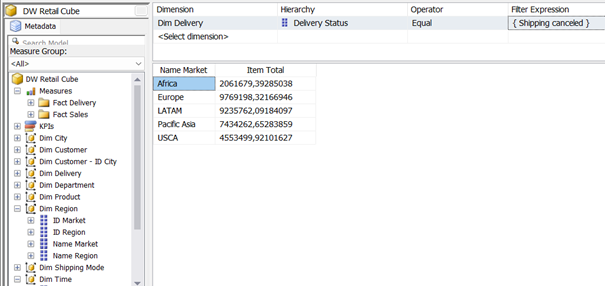 DW Retail Cube
Metadata
Search Model
Measure Group:
<All>
DW Retail Cube
Measures
Fact Delivery
Fact Sales
KPIs
Dim City
Dim Customer
Dim Customer - ID City
Dim Delivery
Dim Department
Dim Product
Dim Region
ID Market
ID Region
Name Market
Name Region
Dim Shipping Mode
Dim Time
Dimension Hierarchy Operator Filter Expression
Dim Delivery Delivery Status Equal { Shipping canceled }
<Select dimension>
Name Market Item Total
Africa 2061679,39285038
Europe 9769198,32166946
LATAM 9235762,09184097
Pacific Asia 7434262,65283859
USCA 4553499,92101627